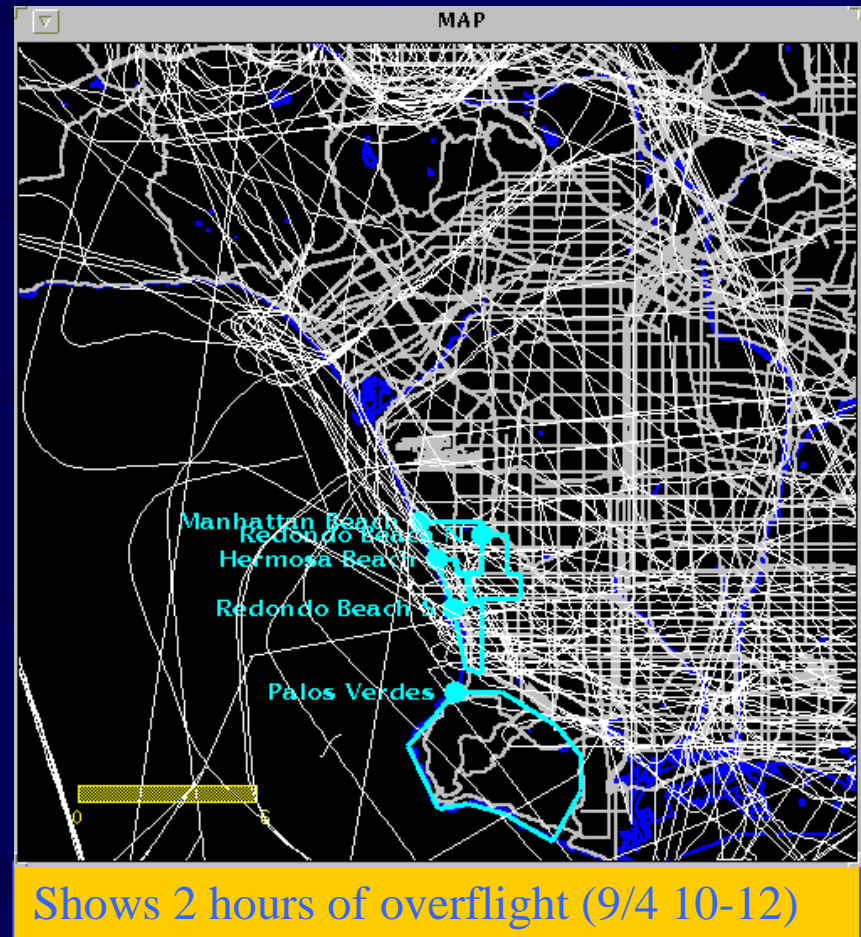 MAP
Manhattan Beach
Redondo Beach N
Hermosa Beach
Redondo Beach S
Palos Verdes
0
Shows 2 hours of overflight (9/4 10-12)